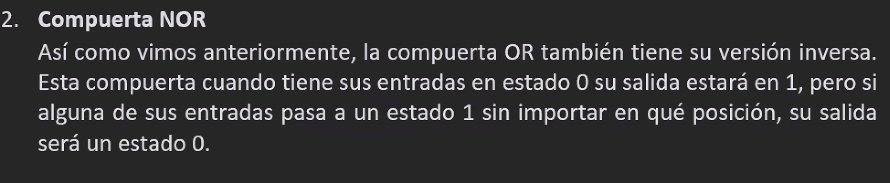 2. Compuerta NOR
Así como vimos anteriormente, la compuerta OR también tiene su versión inversa.
Esta compuerta cuando tiene sus entradas en estado 0 su salida estará en 1, pero si
alguna de sus entradas pasa a un estado 1 sin importar en qué posición, su salida
será un estado 0.